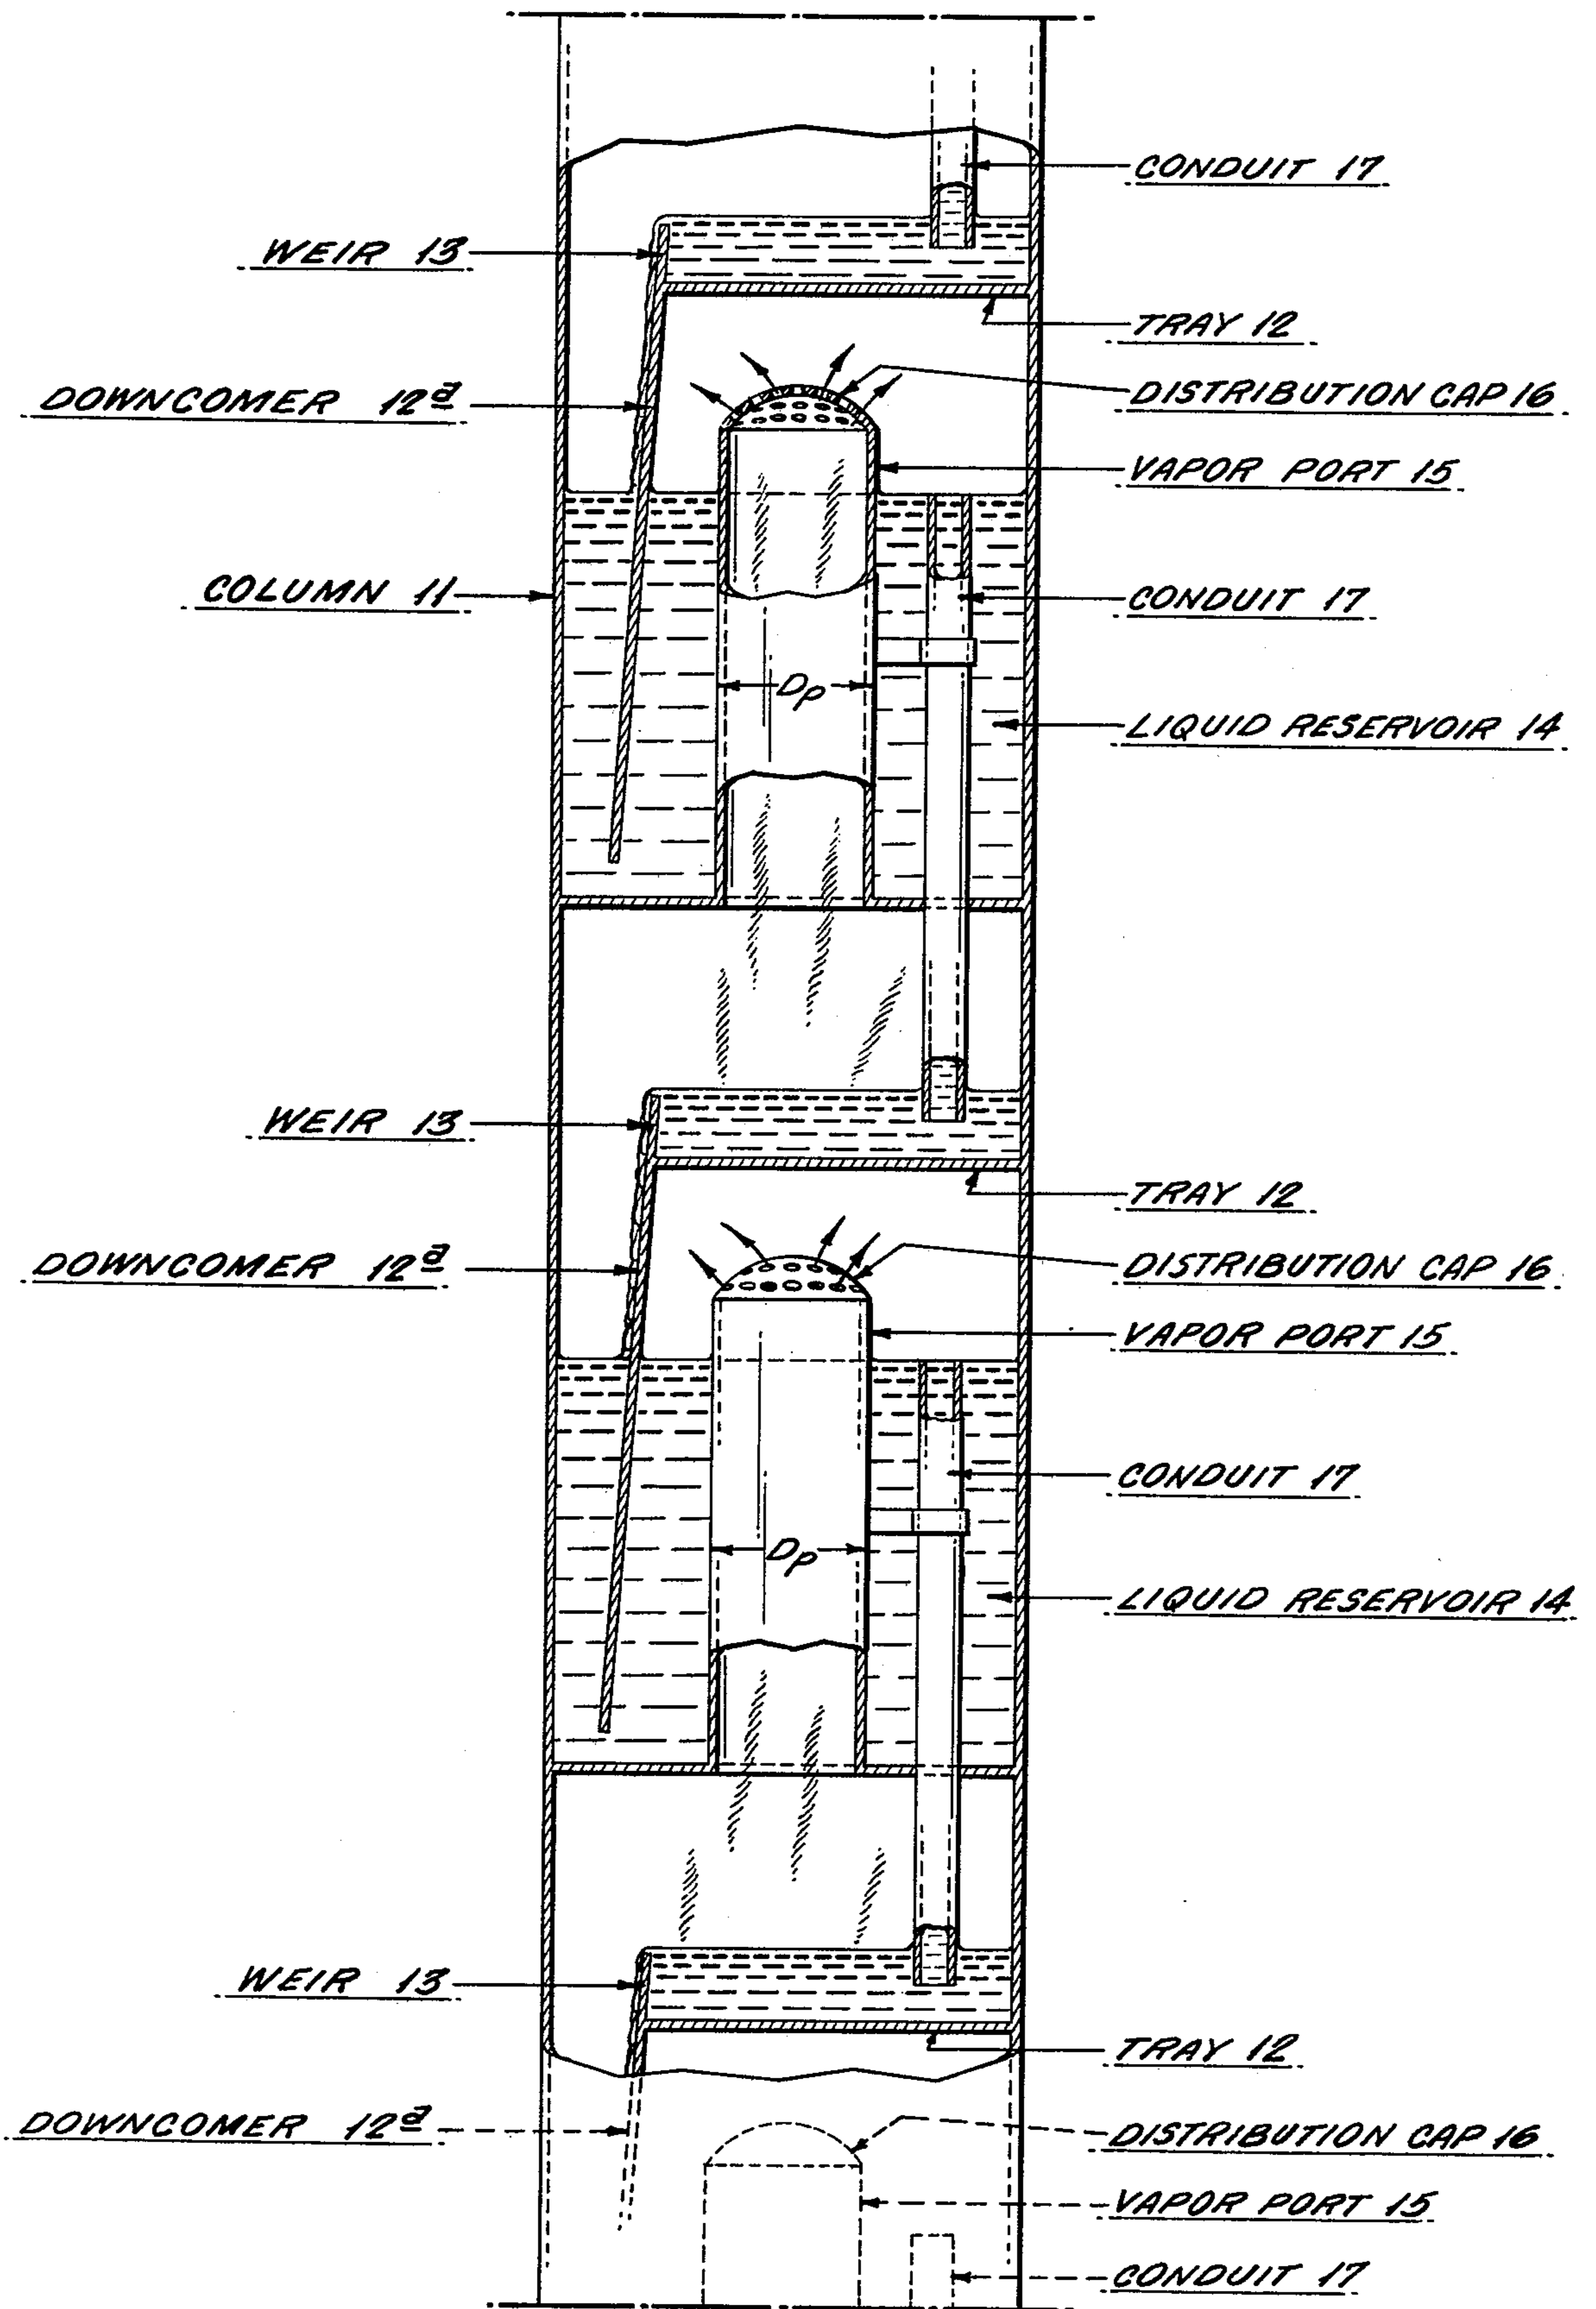 CONDUIT 17
WEIR 13
TRAY 12
DISTRIBUTION CAP 16
DOWNCOMER 12a
VAPOR PORT 15
COLUMN 11
CONDUIT 17
Dp
LIQUID RESERVOIR 14
WEIR 13
TRAY 12
DOWNCOMER 12a
DISTRIBUTION CAP 16
VAPOR PORT 15
CONDUIT 17
Dp
LIQUID RESERVOIR 14
WEIR 13
TRAY 12
DOWNCOMER 12a
DISTRIBUTION CAP 16
VAPOR PORT 15
CONDUIT 17